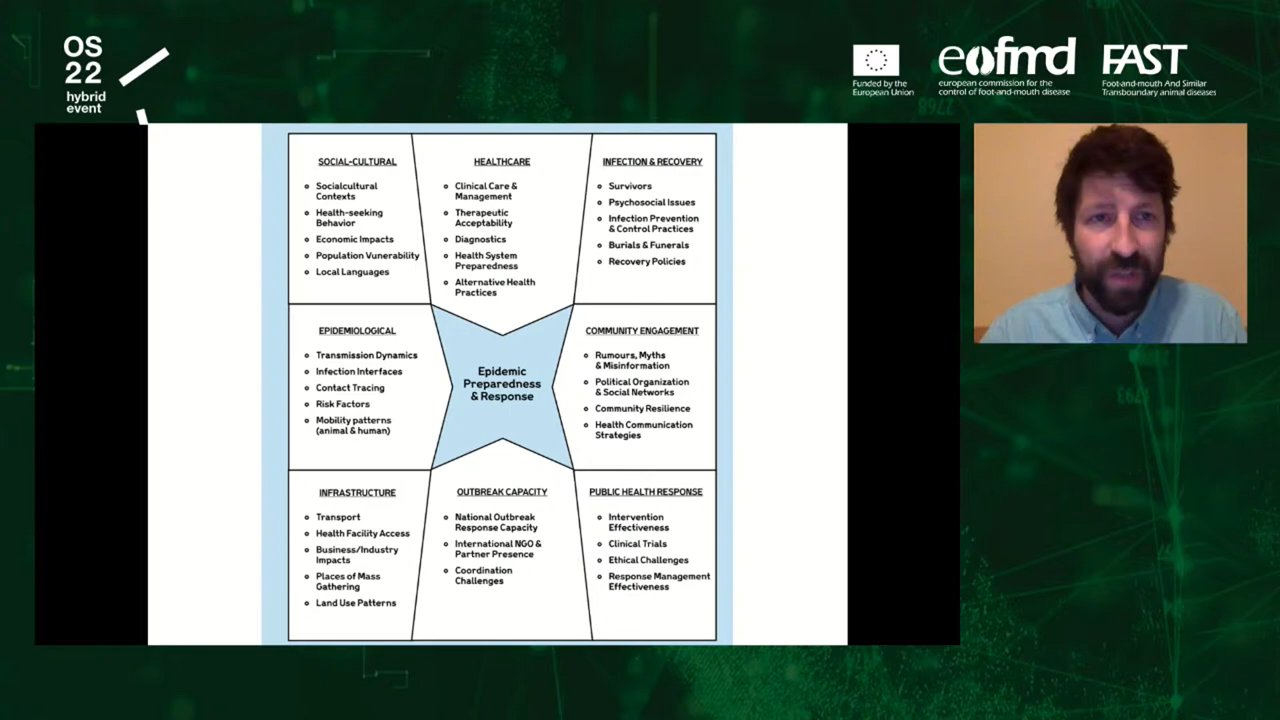 OS
22
hybrid
event
Funded by the
European Union
eofmd
european commission for the
control of foot-and-mouth disease
FAST
Foot-and-mouth And Similar
Transboundary animal diseases
SOCIAL-CULTURAL
Socialcultural
Contexts
Health-seeking
Behavior
Economic Impacts
Population Vunerability
Local Languages
HEALTHCARE
Clinical Care &
Management
Therapeutic
Acceptability
Diagnostics
Health System
Preparedness
Alternative Health
Practices
INFECTION & RECOVERY
Survivors
Psychosocial Issues
Infection Prevention
& Control Practices
Burials & Funerals
Recovery Policies
EPIDEMIOLOGICAL
Transmission Dynamics
Infection Interfaces
Contact Tracing
Risk Factors
Mobility patterns
(animal & human)
Epidemic
Preparedness
& Response
COMMUNITY ENGAGEMENT
Rumours, Myths
& Misinformation
Political Organization
& Social Networks
Community Resilience
Health Communication
Strategies
INFRASTRUCTURE
Transport
Health Facility Access
Business/Industry
Impacts
Places of Mass
Gathering
Land Use Patterns
OUTBREAK CAPACITY
National Outbreak
Response Capacity
International NGO &
Partner Presence
Coordination
Challenges
PUBLIC HEALTH RESPONSE
Intervention
Effectiveness
Clinical Trials
Ethical Challenges
Response Management
Effectiveness